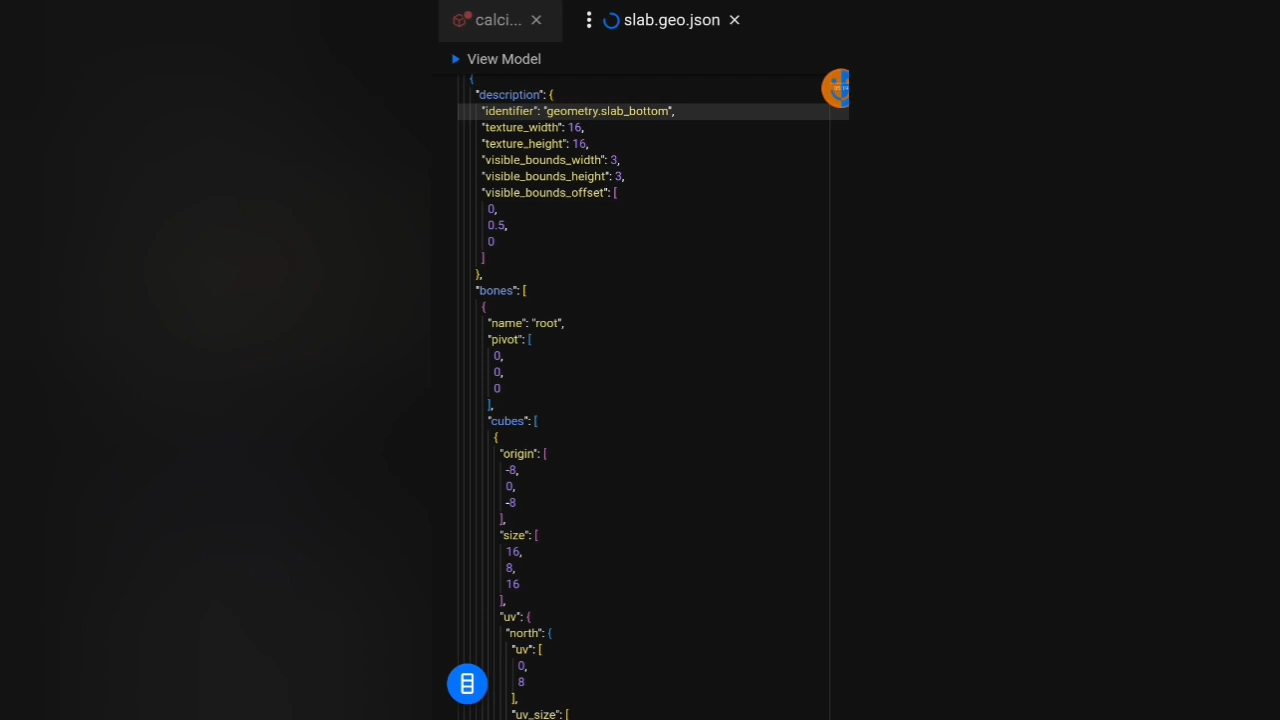 calci...
slab.geo.json
View Model
{
"description": {
"identifier": "geometry.slab_bottom",
"texture_width": 16,
"texture_height": 16,
"visible_bounds_width": 3,
"visible_bounds_height": 3,
"visible_bounds_offset": [
0,
0.5,
0
]
},
"bones": [
{
"name": "root",
"pivot": [
0,
0,
0
],
"cubes": [
{
"origin": [
-8,
0,
-8
],
"size": [
16,
8,
16
],
"uv": {
"north": {
"uv": [
0,
8
],
"uv_size": [